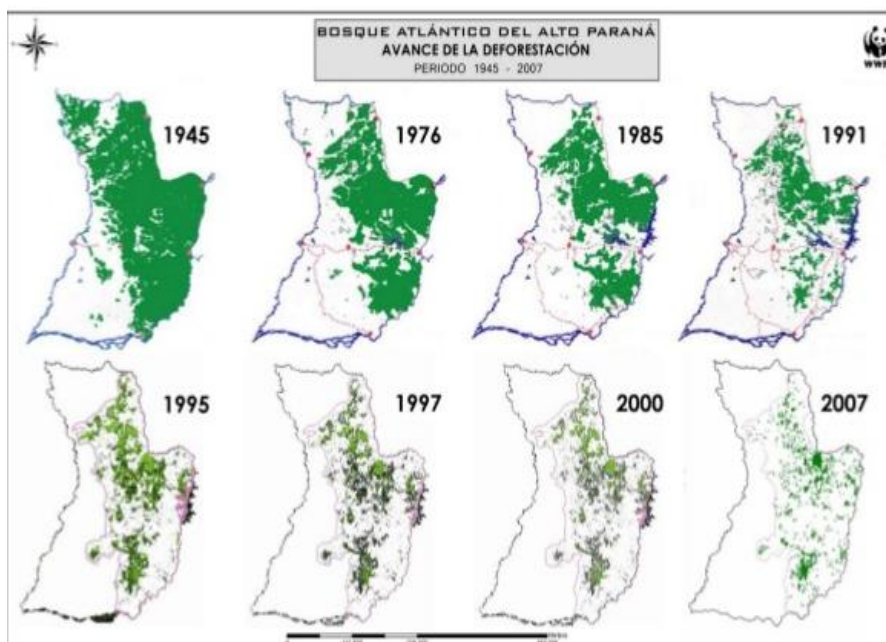 BOSQUE ATLÁNTICO DEL ALTO PARANÁ
AVANCE DE LA DEFORESTACIÓN
PERIODO 1945 - 2007
WWF
1945
1976
1985
1991
1995
1997
2000
2007